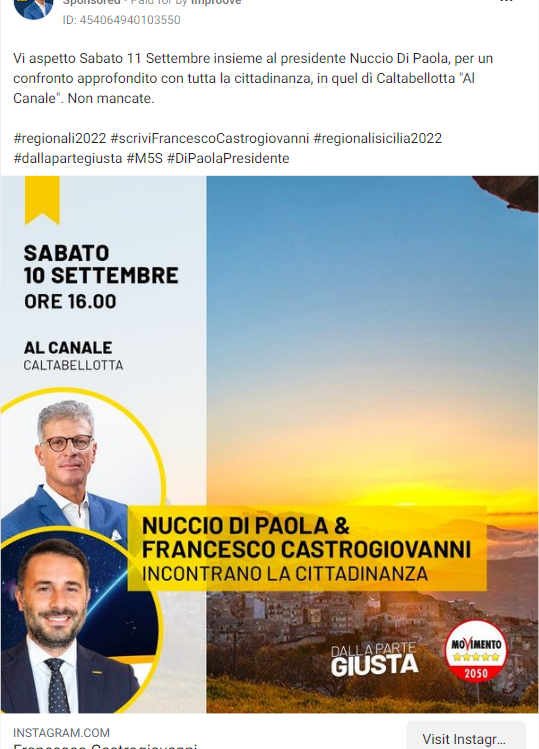 Sponsored • Paid for by Improove
ID: 454064940103550
Vi aspetto Sabato 11 Settembre insieme al presidente Nuccio Di Paola, per un
confronto approfondito con tutta la cittadinanza, in quel dì Caltabellotta "Al
Canale". Non mancate.
#regionali2022 #scriviFrancescoCastrogiovanni #regionalisicilia2022
#dallapartegiusta #M5S #DiPaolaPresidente
SABATO
10 SETTEMBRE
ORE 16.00
AL CANALE
CALTABELLOTTA
NUCCIO DI PAOLA &
FRANCESCO CASTROGIOVANNI
INCONTRANO LA CITTADINANZA
DALLA PARTE
GIUSTA
MOVIMENTO
2050
INSTAGRAM.COM
Francesco Castrogiovanni
Visit Instagr...